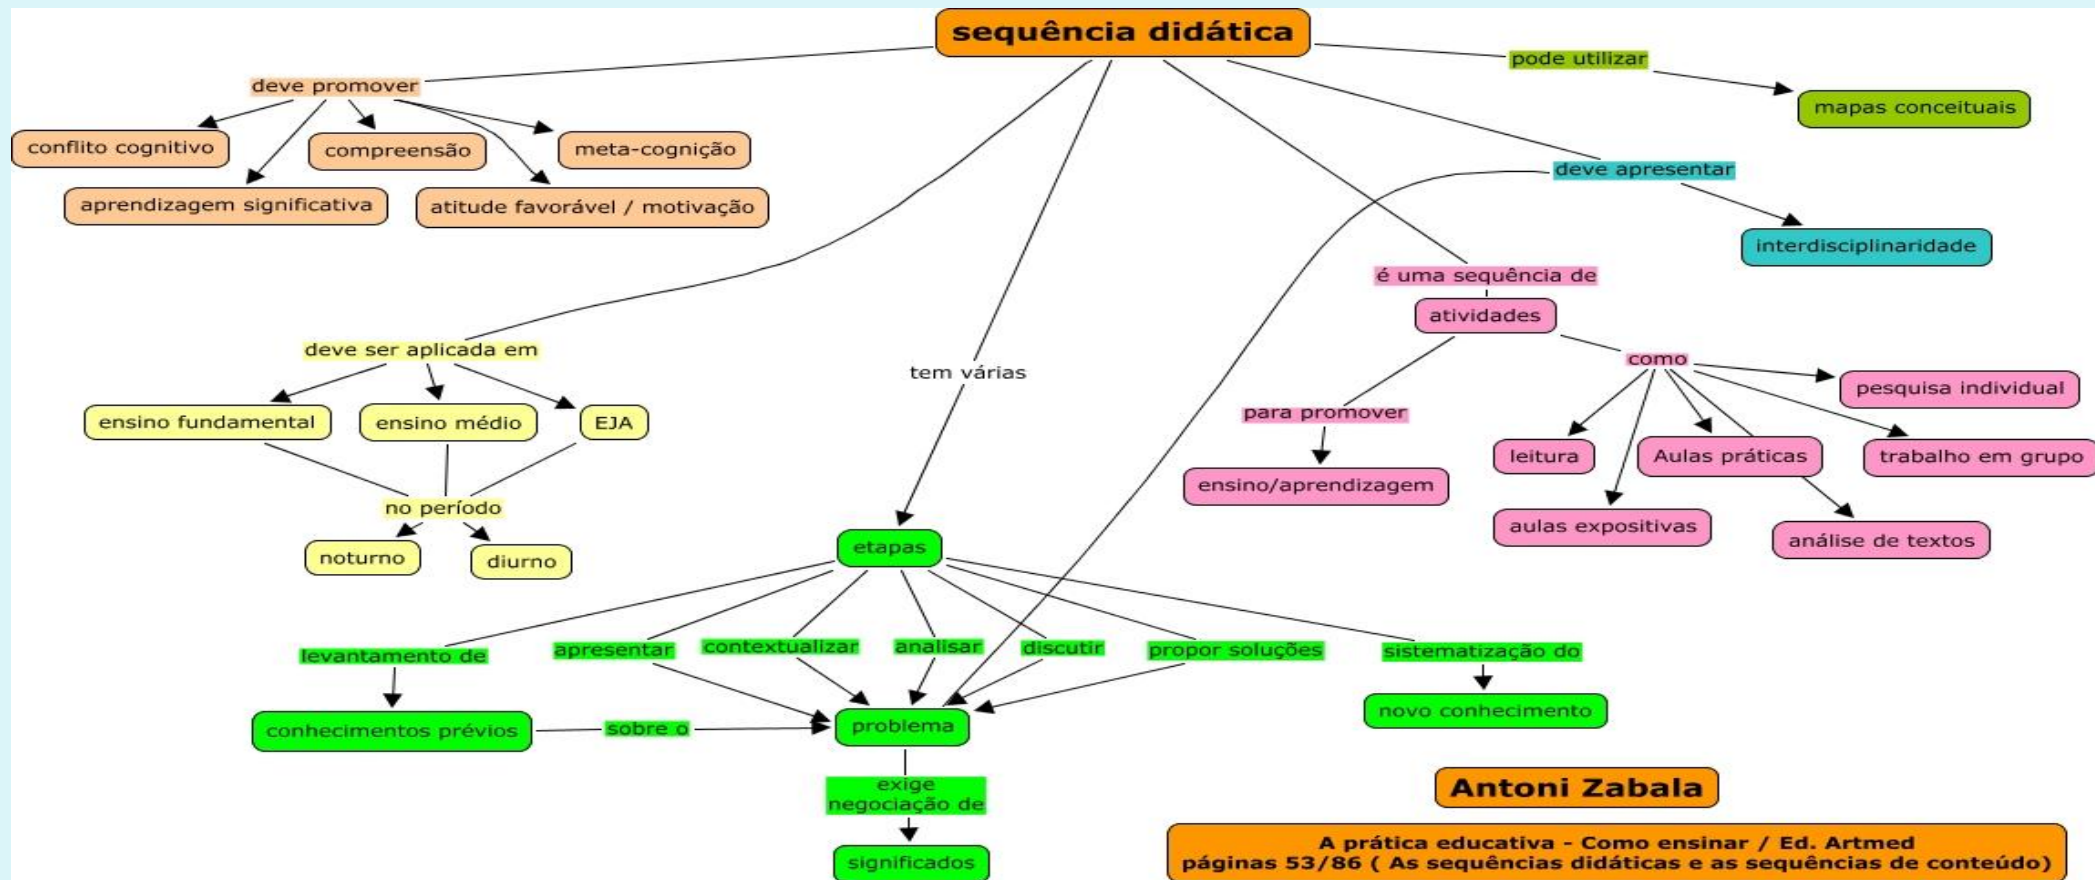 sequência didática
pode utilizar
mapas conceituais
deve promover
conflito cognitivo
compreensão
meta-cognição
aprendizagem significativa
atitude favorável / motivação
deve apresentar
interdisciplinaridade
é uma sequência de
atividades
como
pesquisa individual
leitura
Aulas práticas
trabalho em grupo
aulas expositivas
análise de textos
para promover
ensino/aprendizagem
deve ser aplicada em
ensino fundamental
ensino médio
EJA
no período
noturno
diurno
tem várias
etapas
levantamento de
apresentar
contextualizar
analisar
discutir
propor soluções
sistematização do
conhecimentos prévios
sobre o
problema
novo conhecimento
exige
negociação de
significados
Antoni Zabala
A prática educativa - Como ensinar / Ed. Artmed
páginas 53/86 ( As sequências didáticas e as sequências de conteúdo)